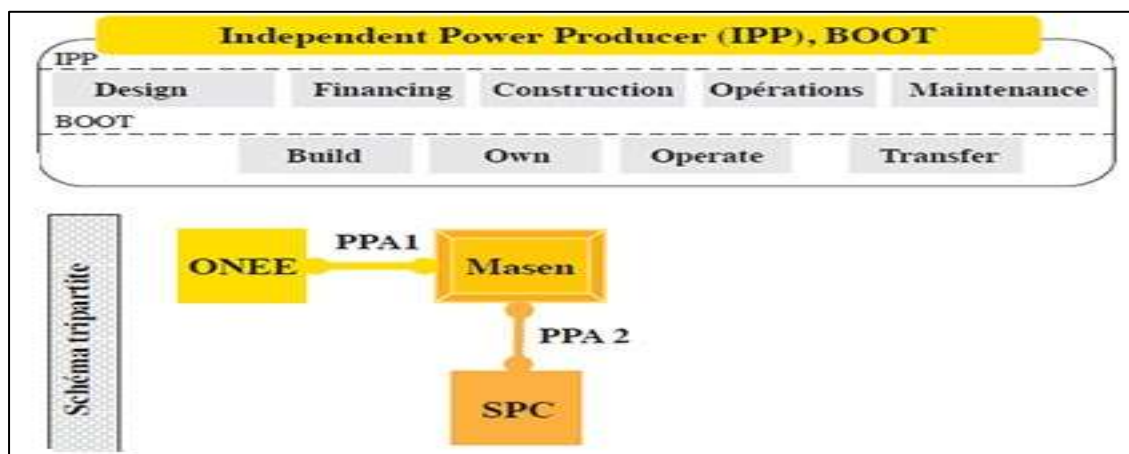 Independent Power Producer (IPP), BOOT
IPP
Design Financing Construction Opérations Maintenance
BOOT
Build Own Operate Transfer
Schéma tripartite
ONEE PPA1 Masen
PPA 2
SPC